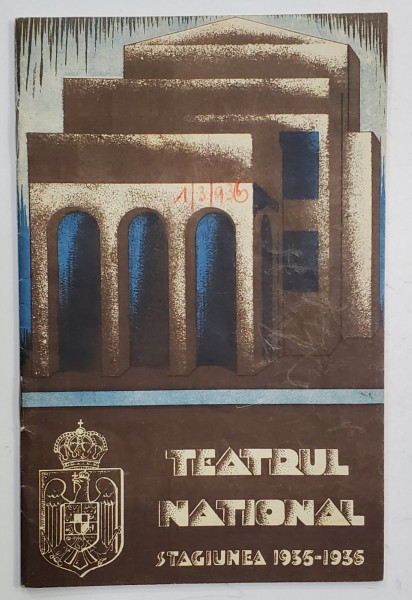 1/3/936
TEATRUL
NATIONAL
STAGIUNEA 1935-1936